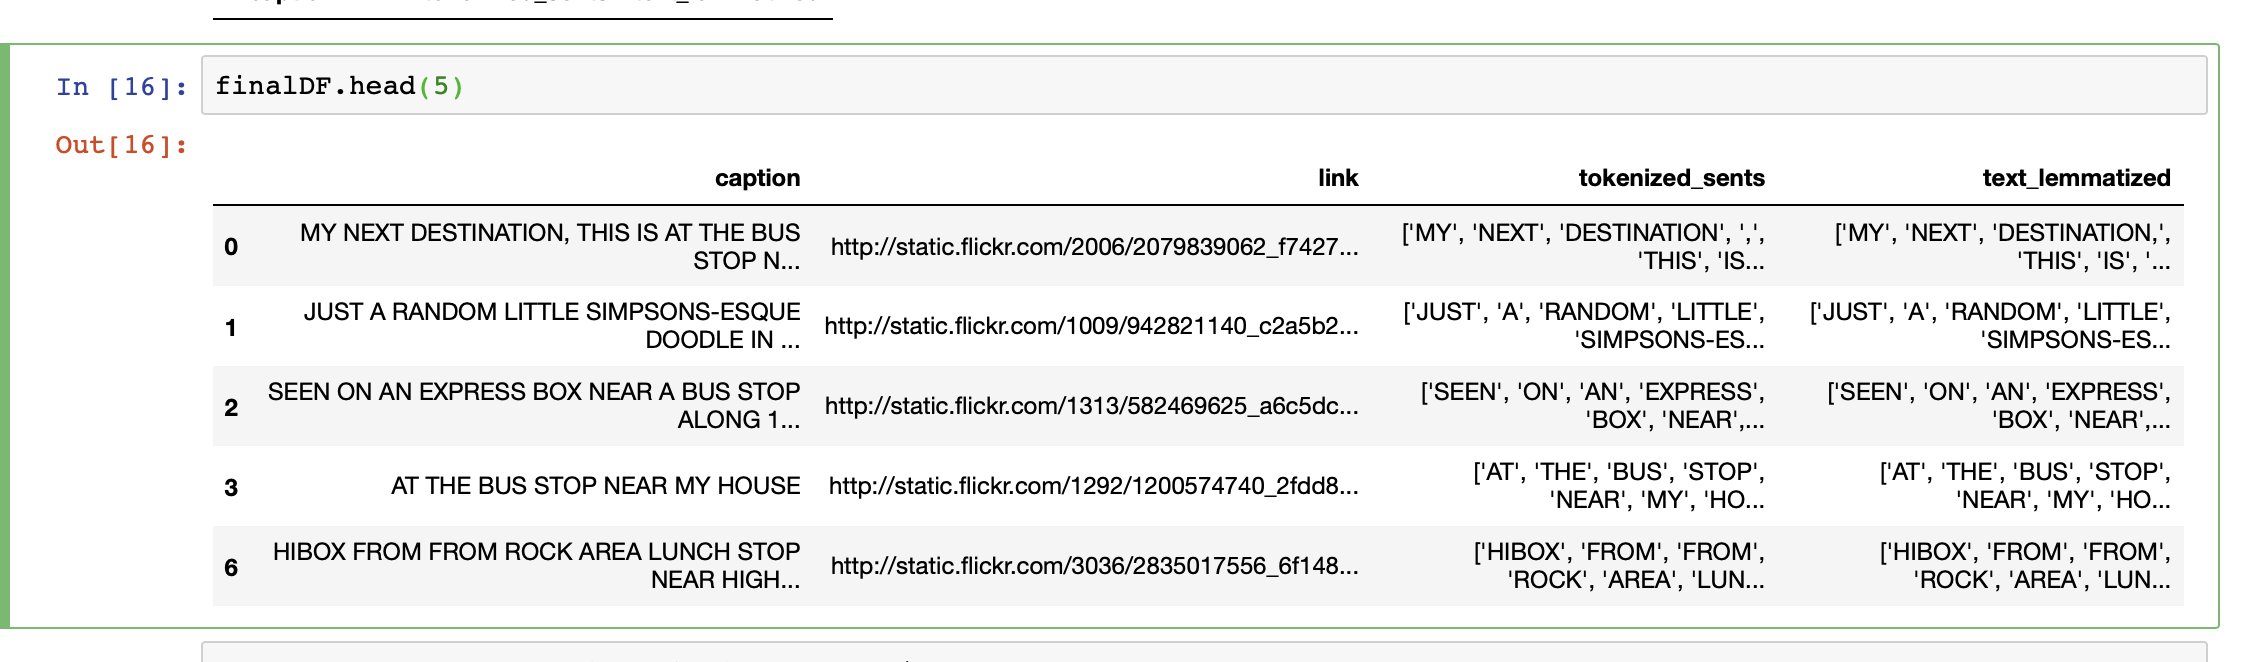 In [16]: finalDF.head(5)
Out[16]:
caption link tokenized_sents text_lemmatized
0 MY NEXT DESTINATION, THIS IS AT THE BUS STOP N... http://static.flickr.com/2006/2079839062_f7427... ['MY', 'NEXT', 'DESTINATION', ',', 'THIS', 'IS... ['MY', 'NEXT', 'DESTINATION,', 'THIS', 'IS', '...
1 JUST A RANDOM LITTLE SIMPSONS-ESQUE DOODLE IN ... http://static.flickr.com/1009/942821140_c2a5b2... ['JUST', 'A', 'RANDOM', 'LITTLE', 'SIMPSONS-ES... ['JUST', 'A', 'RANDOM', 'LITTLE', 'SIMPSONS-ES...
2 SEEN ON AN EXPRESS BOX NEAR A BUS STOP ALONG 1... http://static.flickr.com/1313/582469625_a6c5dc... ['SEEN', 'ON', 'AN', 'EXPRESS', 'BOX', 'NEAR',... ['SEEN', 'ON', 'AN', 'EXPRESS', 'BOX', 'NEAR',...
3 AT THE BUS STOP NEAR MY HOUSE http://static.flickr.com/1292/1200574740_2fdd8... ['AT', 'THE', 'BUS', 'STOP', 'NEAR', 'MY', 'HO... ['AT', 'THE', 'BUS', 'STOP', 'NEAR', 'MY', 'HO...
6 HIBOX FROM FROM ROCK AREA LUNCH STOP NEAR HIGH... http://static.flickr.com/3036/2835017556_6f148... ['HIBOX', 'FROM', 'FROM', 'ROCK', 'AREA', 'LUN... ['HIBOX', 'FROM', 'FROM', 'ROCK', 'AREA', 'LUN...